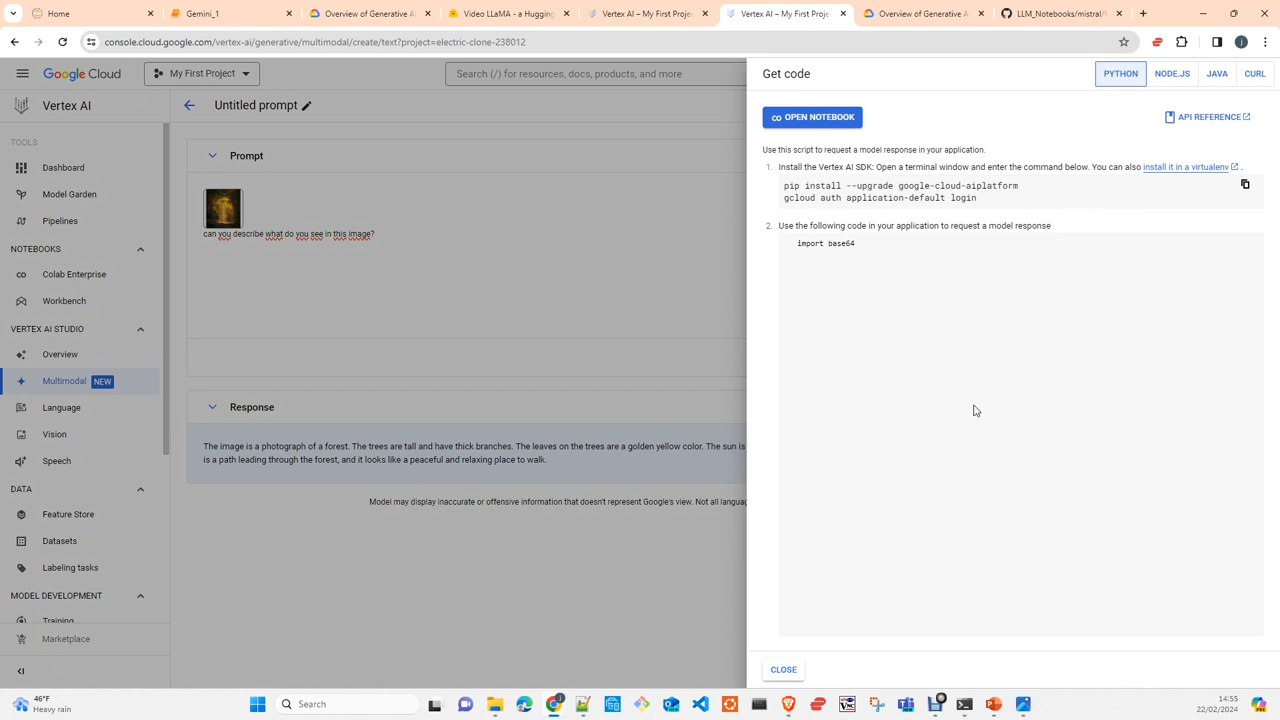 Home
Gemini_1
Overview of Generative AI
Video LLaMA - a Hugging
Vertex AI – My First Project
Vertex AI – My First Project
Overview of Generative AI
LLM_Notebooks/mistral/
console.cloud.google.com/vertex-ai/generative/multimodal/create/text?project=electric-clone-238012
Google Cloud
My First Project
Search (/) for resources, docs, products, and more
Vertex AI
TOOLS
Dashboard
Model Garden
Pipelines
NOTEBOOKS
Colab Enterprise
Workbench
VERTEX AI STUDIO
Overview
Multimodal NEW
Language
Vision
Speech
DATA
Feature Store
Datasets
Labeling tasks
MODEL DEVELOPMENT
Training
Marketplace
Untitled prompt
Prompt
can you describe what do you see in this image?
Response
The image is a photograph of a forest. The trees are tall and have thick branches. The leaves on the trees are a golden yellow color. The sun is
is a path leading through the forest, and it looks like a peaceful and relaxing place to walk.
Model may display inaccurate or offensive information that doesn't represent Google's view. Not all languag
Get code
PYTHON
NODE.JS
JAVA
CURL
OPEN NOTEBOOK
API REFERENCE
Use this script to request a model response in your application.
1. Install the Vertex AI SDK: Open a terminal window and enter the command below. You can also install it in a virtualenv .
pip install --upgrade google-cloud-aiplatform
gcloud auth application-default login
2. Use the following code in your application to request a model response
import base64
CLOSE
46°F
Heavy rain
Search
14:55
22/02/2024